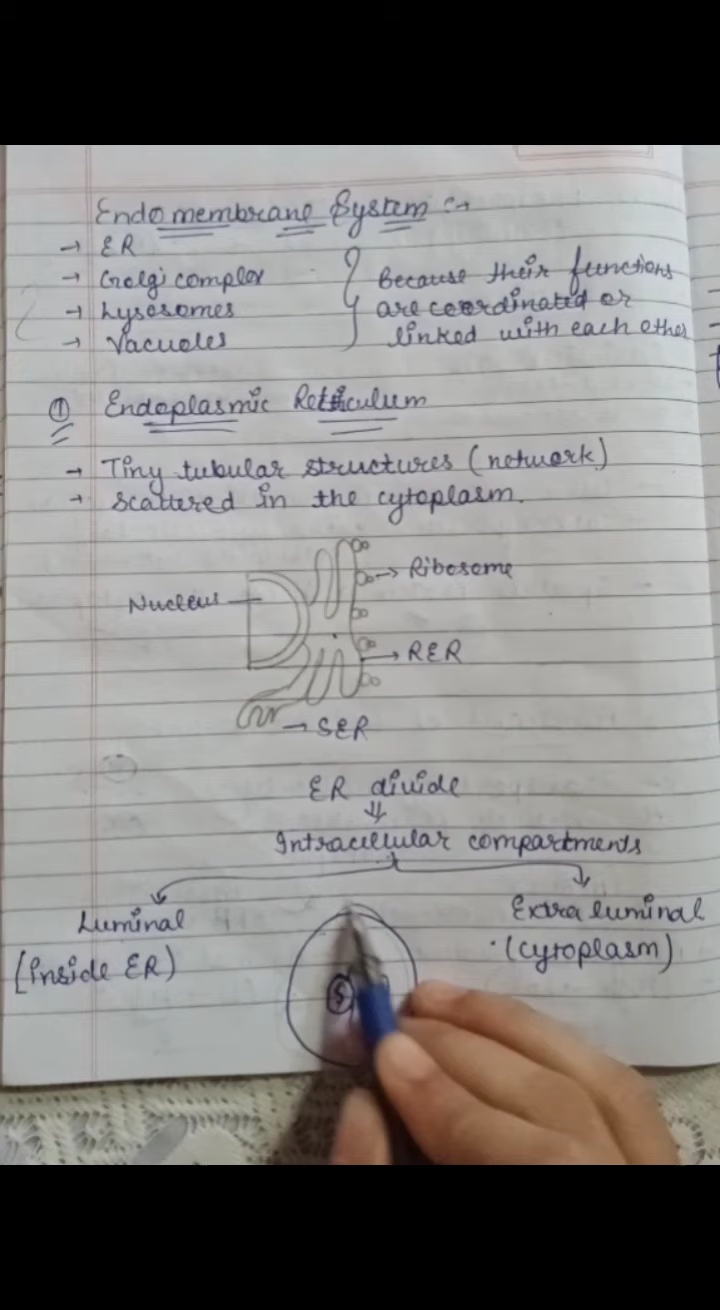 Endomembrane System :→
→ ER
→ Golgi complex
→ Lysosomes
→ Vacuoles
Because their functions
are coordinated or
linked with each other
① Endoplasmic Reticulum
→ Tiny tubular structures (network)
→ Scattered in the cytoplasm.
Ribosome
Nucleus
→ RER
→ SER
ER divide
Intracellular compartments
Luminal
(inside ER)
Extra luminal
(cytoplasm)